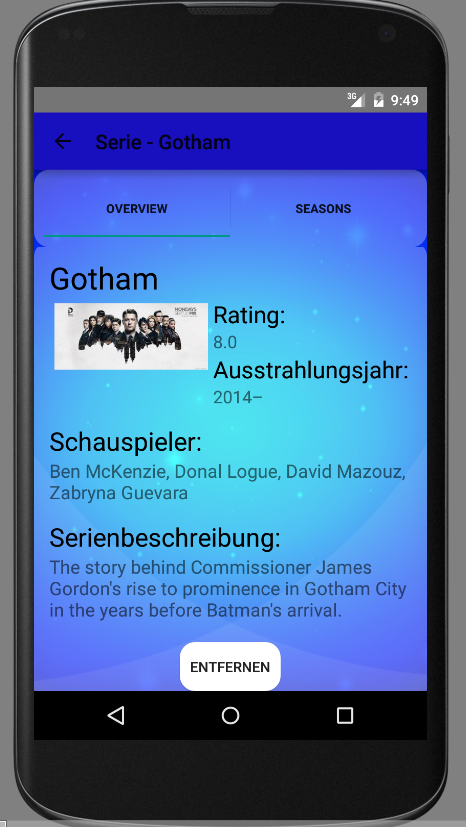 3G 9:49
Serie - Gotham
OVERVIEW SEASONS
Gotham
Rating:
8.0
Ausstrahlungsjahr:
2014–
Schauspieler:
Ben McKenzie, Donal Logue, David Mazouz,
Zabryna Guevara
Serienbeschreibung:
The story behind Commissioner James
Gordon's rise to prominence in Gotham City
in the years before Batman's arrival.
ENTFERNEN